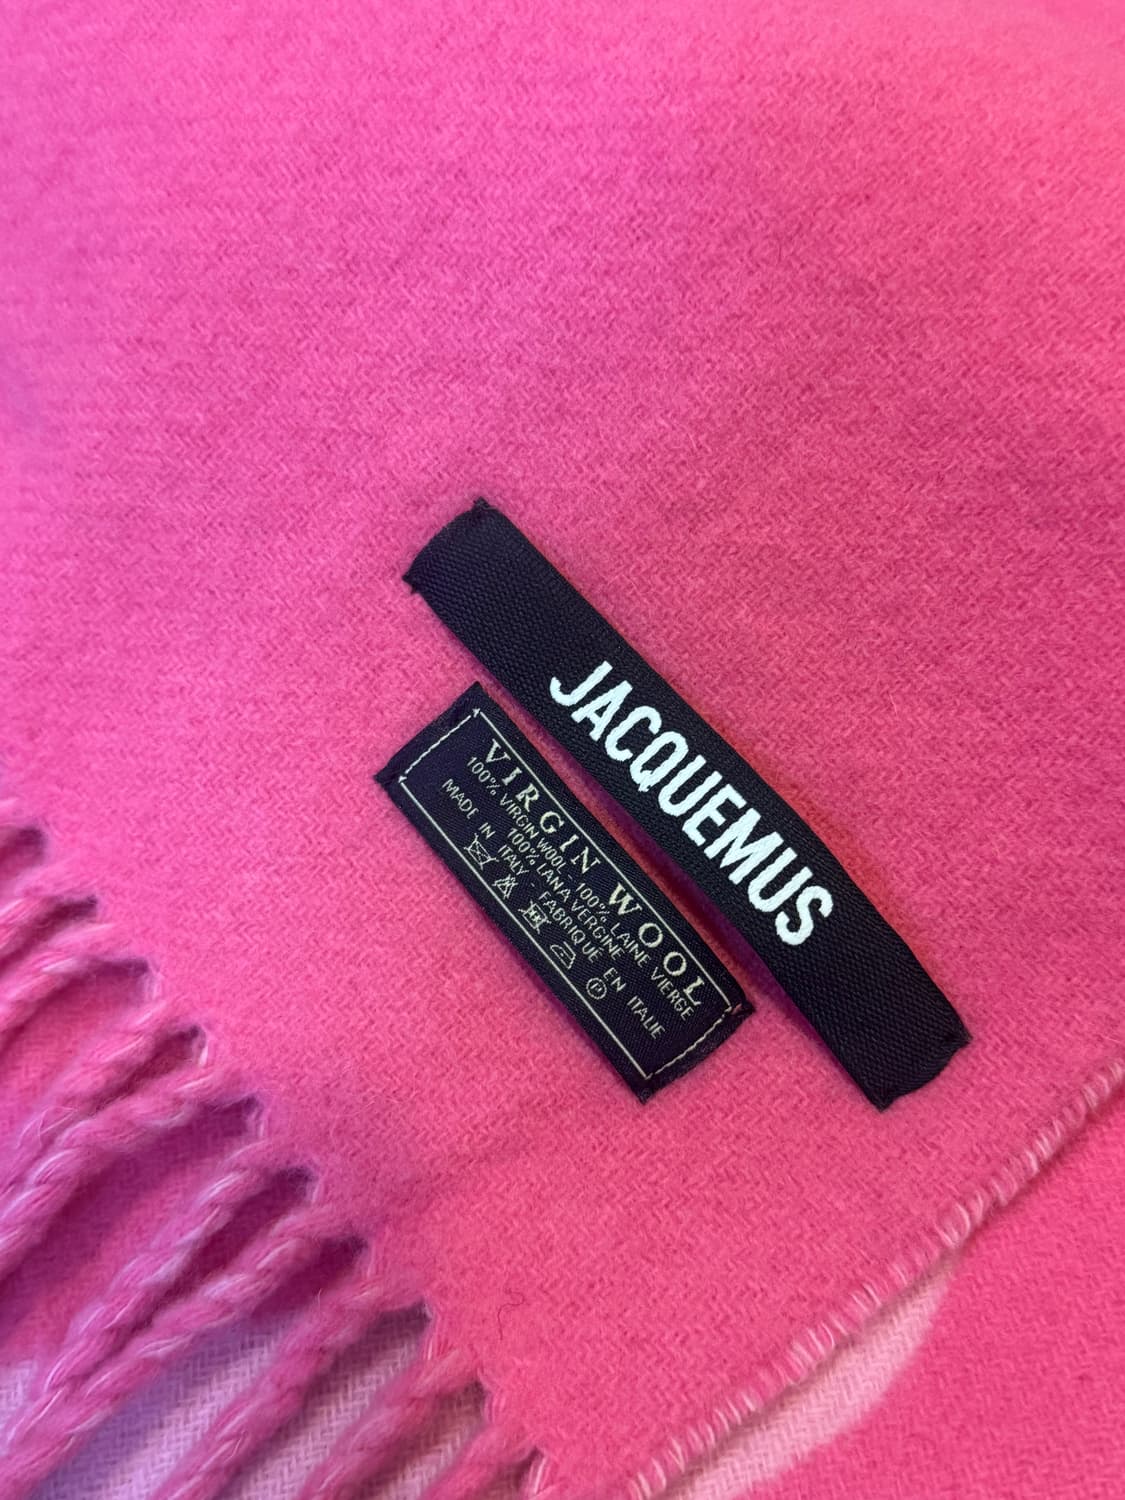 JACQUEMUS
VIRGIN WOOL
100% VIRGIN WOOL - 100% LAINE VIERGE
100% LANA VERGINE
MADE IN ITALY - FABRIQUE EN ITALIE
P